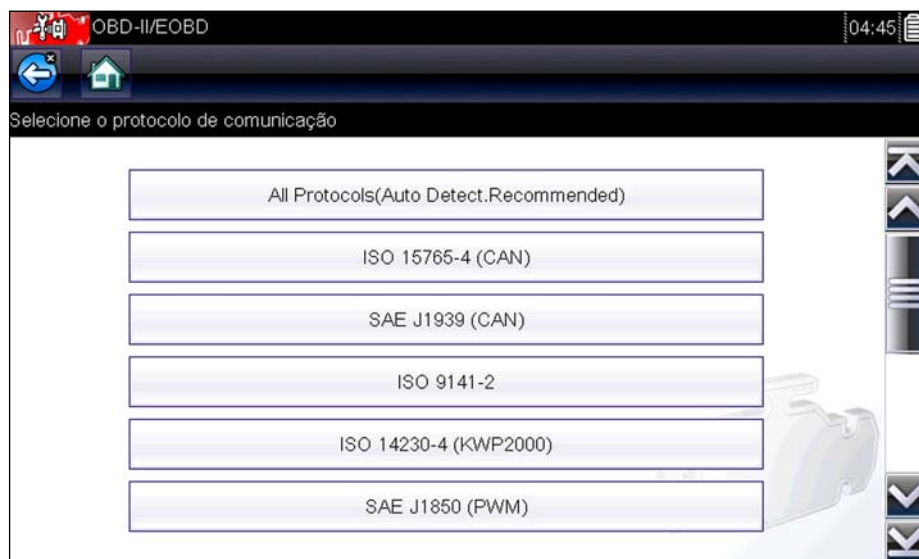 OBD-II/EOBD
04:45
Selecione o protocolo de comunicação
All Protocols(Auto Detect.Recommended)
ISO 15765-4 (CAN)
SAE J1939 (CAN)
ISO 9141-2
ISO 14230-4 (KWP2000)
SAE J1850 (PWM)